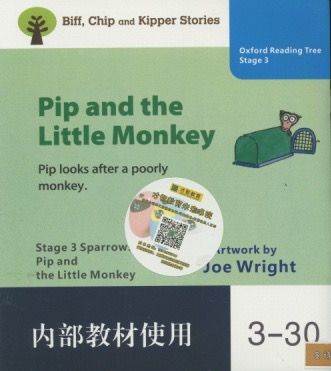 Biff, Chip and Kipper Stories
Oxford Reading Tree
Stage 3
Pip and the
Little Monkey
Pip looks after a poorly
monkey.
Stage 3 Sparrow
Pip and
the Little Monkey
Artwork by
Joe Wright
内部教材使用
3-30